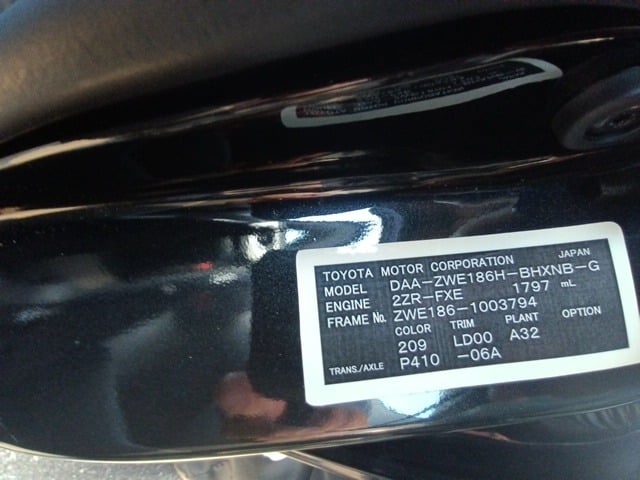 TOYOTA MOTOR CORPORATION JAPAN
MODEL DAA-ZWE186H-BHXNB-G
ENGINE 2ZR-FXE 1797 mL
FRAME No. ZWE186-1003794
COLOR TRIM PLANT OPTION
209 LD00 A32
TRANS./AXLE P410 -06A